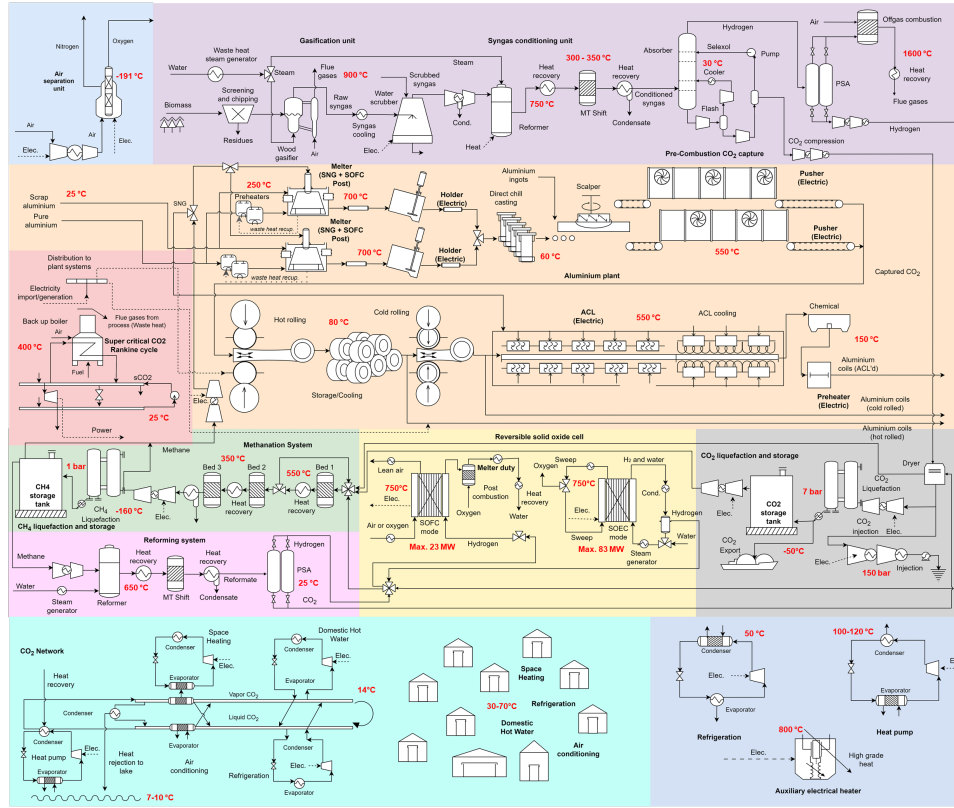 Nitrogen
Oxygen
-191 °C
Air
separation
unit
Air
Air
Elec.
Elec.
Gasification unit
Waste heat
steam generator
Water
Steam
Flue
gases
900 °C
Biomass
Screening
and chipping
Residues
Raw
syngas
Wood
gasifier
Air
Syngas
cooling
Water
scrubber
Scrubbed
syngas
Elec.
Syngas conditioning unit
Steam
Cond.
Heat
Reformer
Heat
recovery
750 °C
300 - 350 °C
MT Shift
Heat
recovery
Condensate
Conditioned
syngas
Hydrogen
Absorber
Selexol
Pump
30 °C
Cooler
Flash
Pre-Combustion CO2 capture
CO2 compression
Air
Offgas combustion
1600 °C
PSA
Heat
recovery
Flue gases
Hydrogen
25 °C
Scrap
aluminium
Pure
aluminium
SNG
250 °C
Preheaters
waste heat recup.
waste heat recup.
Melter
(SNG + SOFC
Post)
700 °C
Melter
(SNG + SOFC
Post)
700 °C
Holder
(Electric)
Holder
(Electric)
Aluminium
ingots
Direct chill
casting
60 °C
Scalper
Aluminium plant
Pusher
(Electric)
Pusher
(Electric)
550 °C
Captured CO2
Hot rolling
80 °C
Storage/Cooling
Cold rolling
ACL
(Electric)
550 °C
ACL cooling
Chemical
150 °C
Preheater
(Electric)
Aluminium
coils (ACL'd)
Aluminium coils
(cold rolled)
Aluminium coils
(hot rolled)
Distribution to
plant systems
Electricity
import/generation
Flue gases from
process (Waste heat)
Back up boiler
Air
400 °C
Super critical CO2
Rankine cycle
Fuel
sCO2
25 °C
Power
Elec.
Methane
Methanation System
350 °C
Bed 3
Bed 2
550 °C
Bed 1
Heat
recovery
Heat
recovery
1 bar
CH4
storage
tank
CH4
Liquefaction
-160 °C
Elec.
CH4 liquefaction and storage
Reversible solid oxide cell
Lean air
750°C
Elec.
Air or oxygen
SOFC
mode
Max. 23 MW
Melter duty
Post
combustion
Oxygen
Heat
recovery
Water
Hydrogen
Oxygen
Sweep
750°C
Elec.
Sweep
SOEC
mode
Max. 83 MW
H2 and water
Cond.
Hydrogen
Water
Steam
generator
CO2 liquefaction and storage
Elec.
CO2
storage
tank
7 bar
CO2
Liquefaction
Dryer
CO2
injection
Elec.
CO2
Export
-50°C
Elec.
150 bar
Injection
Reforming system
Methane
Water
Steam
generator
Reformer
Heat
recovery
650 °C
MT Shift
Heat
recovery
Reformate
Condensate
Hydrogen
PSA
25 °C
CO2
CO2 Network
Heat
recovery
Condenser
Space
Heating
Elec.
Evaporator
Condenser
Domestic Hot
Water
Elec.
Evaporator
Vapor CO2
Liquid CO2
14°C
Condenser
Condenser
Elec.
Heat pump
Evaporator
Heat
rejection to
lake
7-10 °C
Evaporator
Air
conditioning
Condenser
Elec.
Refrigeration
Evaporator
Space
Heating
Refrigeration
30-70°C
Domestic
Hot Water
Air
conditioning
50 °C
Condenser
Elec.
Evaporator
Refrigeration
100-120°C
Condenser
Elec.
Evaporator
Heat pump
800 °C
Elec.
High grade
heat
Auxiliary electrical heater